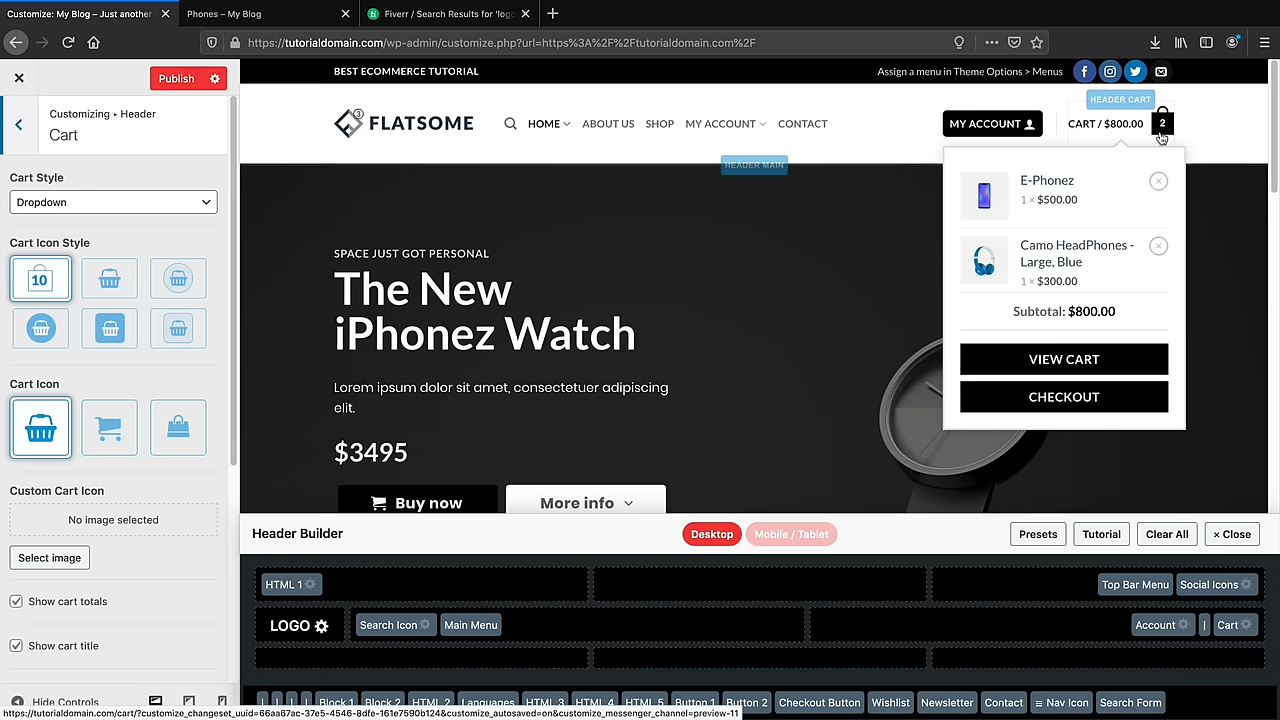 Customize: My Blog – Just another
Phones – My Blog
Fiverr / Search Results for 'logo
https://tutorialdomain.com/wp-admin/customize.php?url=https%3A%2F%2Ftutorialdomain.com%2F
Publish
Customizing ▸ Header
Cart
Cart Style
Dropdown
Cart Icon Style
10
Cart Icon
Custom Cart Icon
No image selected
Select image
Show cart totals
Show cart title
Hide Controls
BEST ECOMMERCE TUTORIAL
Assign a menu in Theme Options > Menus
HEADER CART
3
FLATSOME
HOME
ABOUT US
SHOP
MY ACCOUNT
CONTACT
MY ACCOUNT
CART / $800.00
2
HEADER MAIN
E-Phonez
1 × $500.00
Camo HeadPhones -
Large, Blue
1 × $300.00
Subtotal: $800.00
VIEW CART
CHECKOUT
SPACE JUST GOT PERSONAL
The New
iPhonez Watch
Lorem ipsum dolor sit amet, consectetuer adipiscing
elit.
$3495
Buy now
More info
Header Builder
Desktop
Mobile / Tablet
Presets
Tutorial
Clear All
× Close
HTML 1
Top Bar Menu
Social Icons
LOGO
Search Icon
Main Menu
Account
|
Cart
| | | | Block 1 Block 2 HTML 2 Languages HTML 3 HTML 4 HTML 5 Button 1 Button 2 Checkout Button Wishlist Newsletter Contact ≡ Nav Icon Search Form
https://tutorialdomain.com/cart/?customize_changeset_uuid=66aa67ac-37e5-4546-8dfe-161e7590b124&customize_autosaved=on&customize_messenger_channel=preview-11